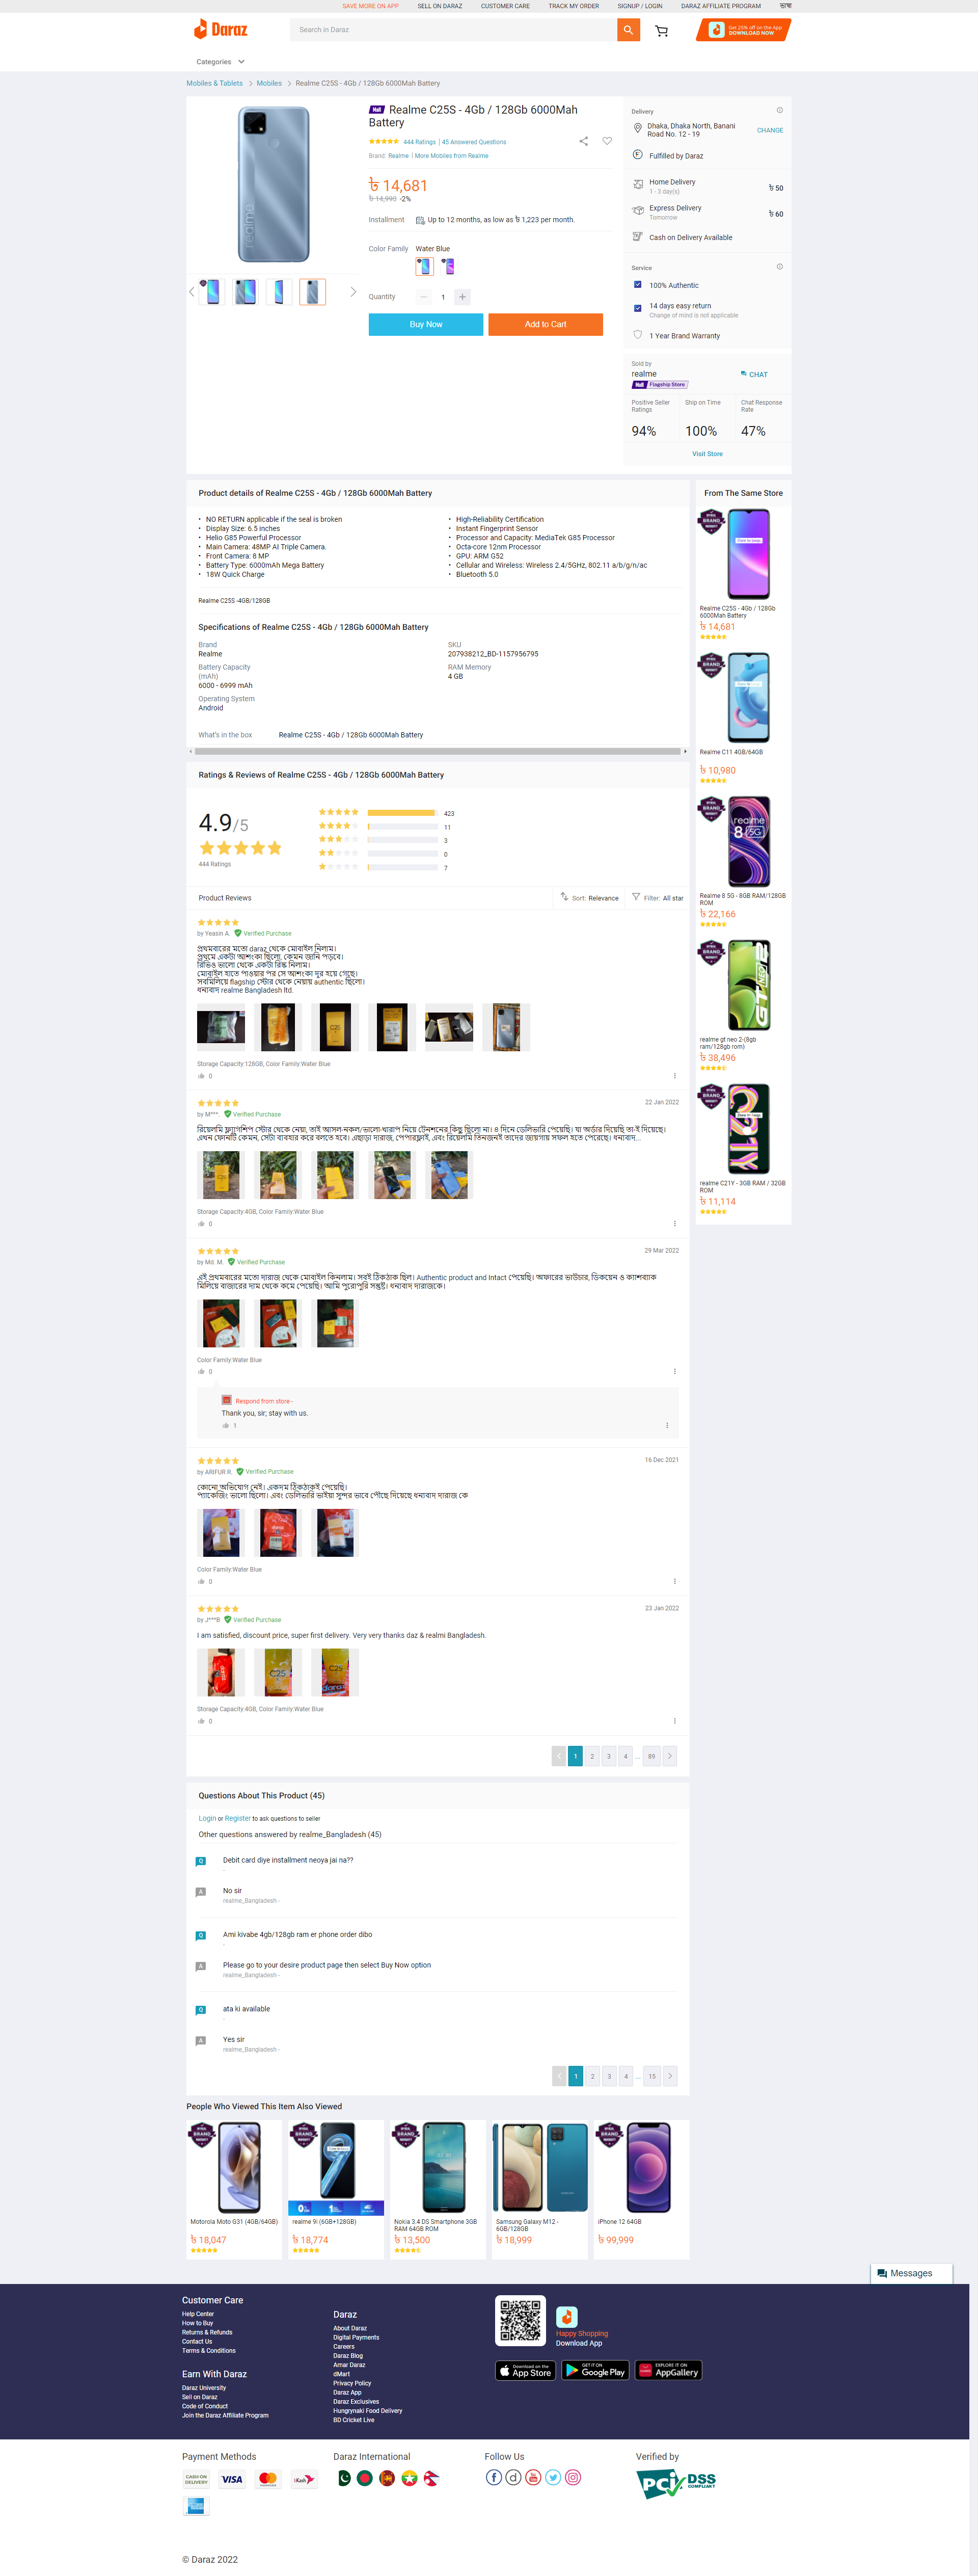 SAVE MORE ON APP
SELL ON DARAZ
CUSTOMER CARE
TRACK MY ORDER
SIGNUP / LOGIN
DARAZ AFFILIATE PROGRAM
ভাষা
Daraz
Search in Daraz
Get 25% off on the App
DOWNLOAD NOW
Categories
Mobiles & Tablets > Mobiles > Realme C25S - 4Gb / 128Gb 6000Mah Battery
Mall Realme C25S - 4Gb / 128Gb 6000Mah
Battery
444 Ratings | 45 Answered Questions
Brand: Realme | More Mobiles from Realme
৳ 14,681
৳ 14,990 -2%
Installment Up to 12 months, as low as ৳ 1,223 per month.
Color Family Water Blue
Quantity 1
Buy Now
Add to Cart
Delivery
Dhaka, Dhaka North, Banani
Road No. 12 - 19
CHANGE
Fulfilled by Daraz
Home Delivery
1 - 3 day(s)
৳ 50
Express Delivery
Tomorrow
৳ 60
Cash on Delivery Available
Service
100% Authentic
14 days easy return
Change of mind is not applicable
1 Year Brand Warranty
Sold by
realme
Mall Flagship Store
CHAT
Positive Seller
Ratings
94%
Ship on Time
100%
Chat Response
Rate
47%
Visit Store
Product details of Realme C25S - 4Gb / 128Gb 6000Mah Battery
• NO RETURN applicable if the seal is broken
• Display Size: 6.5 inches
• Helio G85 Powerful Processor
• Main Camera: 48MP AI Triple Camera.
• Front Camera: 8 MP
• Battery Type: 6000mAh Mega Battery
• 18W Quick Charge
• High-Reliability Certification
• Instant Fingerprint Sensor
• Processor and Capacity: MediaTek G85 Processor
• Octa-core 12nm Processor
• GPU: ARM G52
• Cellular and Wireless: Wireless 2.4/5GHz, 802.11 a/b/g/n/ac
• Bluetooth 5.0
Realme C25S -4GB/128GB
Specifications of Realme C25S - 4Gb / 128Gb 6000Mah Battery
Brand
Realme
SKU
207938212_BD-1157956795
Battery Capacity
(mAh)
6000 - 6999 mAh
RAM Memory
4 GB
Operating System
Android
What's in the box Realme C25S - 4Gb / 128Gb 6000Mah Battery
From The Same Store
Realme C25S - 4Gb / 128Gb
6000Mah Battery
৳ 14,681
Realme C11 4GB/64GB
৳ 10,980
realme
8 5G
Realme 8 5G - 8GB RAM/128GB
ROM
৳ 22,166
realme gt neo 2-(8gb
ram/128gb rom)
৳ 38,496
realme C21Y - 3GB RAM / 32GB
ROM
৳ 11,114
Ratings & Reviews of Realme C25S - 4Gb / 128Gb 6000Mah Battery
4.9/5
444 Ratings
423
11
3
0
7
Product Reviews
Sort: Relevance
Filter: All star
by Yeasin A. Verified Purchase
প্রথমবারের মতো daraz থেকে মোবাইল নিলাম।
প্রথমে একটা আশংকা ছিলো, কেমন জানি পড়বে।
রিভিও ভালো থেকে একটা রিস্ক নিলাম।
মোবাইল হাতে পাওয়ার পর সে আশংকা দূর হয়ে গেছে।
সবমিলিয়ে flagship স্টোর থেকে নেয়ায় authentic ছিলো।
ধন্যবাদ realme Bangladesh ltd.
Storage Capacity:128GB, Color Family:Water Blue
0
22 Jan 2022
by M***. Verified Purchase
রিয়েলমি ফ্ল্যাগশিপ স্টোর থেকে নেয়া, তাই আসল-নকল/ভালো-খারাপ নিয়ে টেনশনের কিছু ছিলো না। ৪ দিনে ডেলিভারি পেয়েছি। যা অর্ডার দিয়েছি তা-ই দিয়েছে।
এখন ফোনটি কেমন, সেটা ব্যবহার করে বলতে হবে। এছাড়া দারাজ, পেপারফ্লাই, এবং রিয়েলমি তিনজনই তাদের জায়গায় সফল হতে পেরেছে। ধন্যবাদ...
Storage Capacity:4GB, Color Family:Water Blue
0
29 Mar 2022
by Md. M. Verified Purchase
এই প্রথমবারের মতো দারাজ থেকে মোবাইল কিনলাম। সবই ঠিকঠাক ছিল। Authentic product and Intact পেয়েছি। অফারের ভাউচার, ডিকয়েন ও ক্যাশব্যাক
মিলিয়ে বাজারের দাম থেকে কমে পেয়েছি। আমি পুরোপুরি সন্তুষ্ট। ধন্যবাদ দারাজকে।
Color Family:Water Blue
0
Respond from store -
Thank you, sir; stay with us.
1
16 Dec 2021
by ARIFUR R. Verified Purchase
কোনো অভিযোগ নেই। একদম ঠিকঠাকই পেয়েছি।
প্যাকেজিং ভালো ছিলো। এবং ডেলিভারি ভাইয়া সুন্দর ভাবে পৌঁছে দিয়েছে ধন্যবাদ দারাজ কে
Color Family:Water Blue
0
23 Jan 2022
by J***B Verified Purchase
I am satisfied, discount price, super first delivery. Very very thanks daz & realmi Bangladesh.
Storage Capacity:4GB, Color Family:Water Blue
0
1 2 3 4 ... 89
Questions About This Product (45)
Login or Register to ask questions to seller
Other questions answered by realme_Bangladesh (45)
Q Debit card diye installment neoya jai na??
A No sir
realme_Bangladesh -
Q Ami kivabe 4gb/128gb ram er phone order dibo
A Please go to your desire product page then select Buy Now option
realme_Bangladesh -
Q ata ki available
A Yes sir
realme_Bangladesh -
1 2 3 4 ... 15
People Who Viewed This Item Also Viewed
Motorola Moto G31 (4GB/64GB)
৳ 18,047
realme 9i (6GB+128GB)
৳ 18,774
Nokia 3.4 DS Smartphone 3GB
RAM 64GB ROM
৳ 13,500
Samsung Galaxy M12 -
6GB/128GB
৳ 18,999
iPhone 12 64GB
৳ 99,999
Messages
Customer Care
Help Center
How to Buy
Returns & Refunds
Contact Us
Terms & Conditions
Earn With Daraz
Daraz University
Sell on Daraz
Code of Conduct
Join the Daraz Affiliate Program
Daraz
About Daraz
Digital Payments
Careers
Daraz Blog
Amar Daraz
dMart
Privacy Policy
Daraz App
Daraz Exclusives
Hungrynaki Food Delivery
BD Cricket Live
Happy Shopping
Download App
Download on the
App Store
GET IT ON
Google Play
EXPLORE IT ON
AppGallery
Payment Methods
CASH ON
DELIVERY
VISA
mastercard
bKash
Daraz International
Follow Us
Verified by
PCI DSS
COMPLIANT
© Daraz 2022